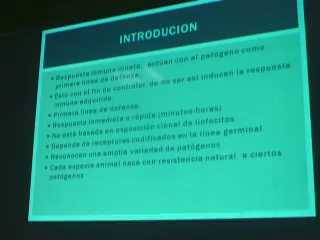 INTRODUCION
• Respuesta inmune innata, actúan con el patógeno como
primera línea de defensa.
• Esto con el fin de controlar, de no ser así inducen la respuesta
inmune adquirida.
• Primera línea de defensa
• Respuesta inmediata o rápida (minutos-horas)
• No está basada en exposición clonal de linfocitos
• Depende de receptores codificados en la línea germinal.
• Reconocen una amplia variedad de patógenos
• Cada especie animal nace con resistencia natural a ciertos
patógenos